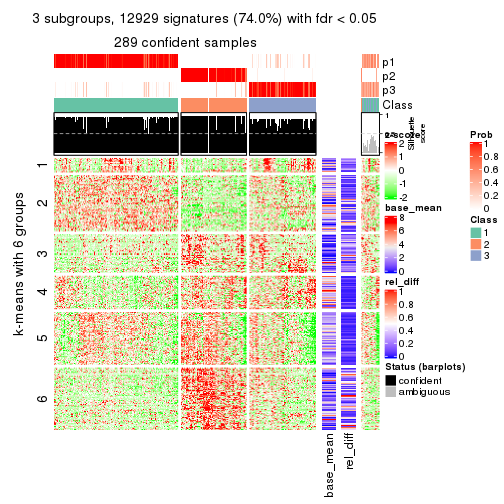 3 subgroups, 12929 signatures (74.0%) with fdr < 0.05
289 confident samples
p1
p2
p3
Class
1
0.5
Silhouette
score
k-means with 6 groups
1
2
3
4
5
6
base_mean
rel_diff
z-score
2
1
0
-1
-2
base_mean
8
6
4
2
0
rel_diff
1
0.8
0.6
0.4
0.2
0
Status (barplots)
confident
ambiguous
Prob
1
0.8
0.6
0.4
0.2
0
Class
1
2
3